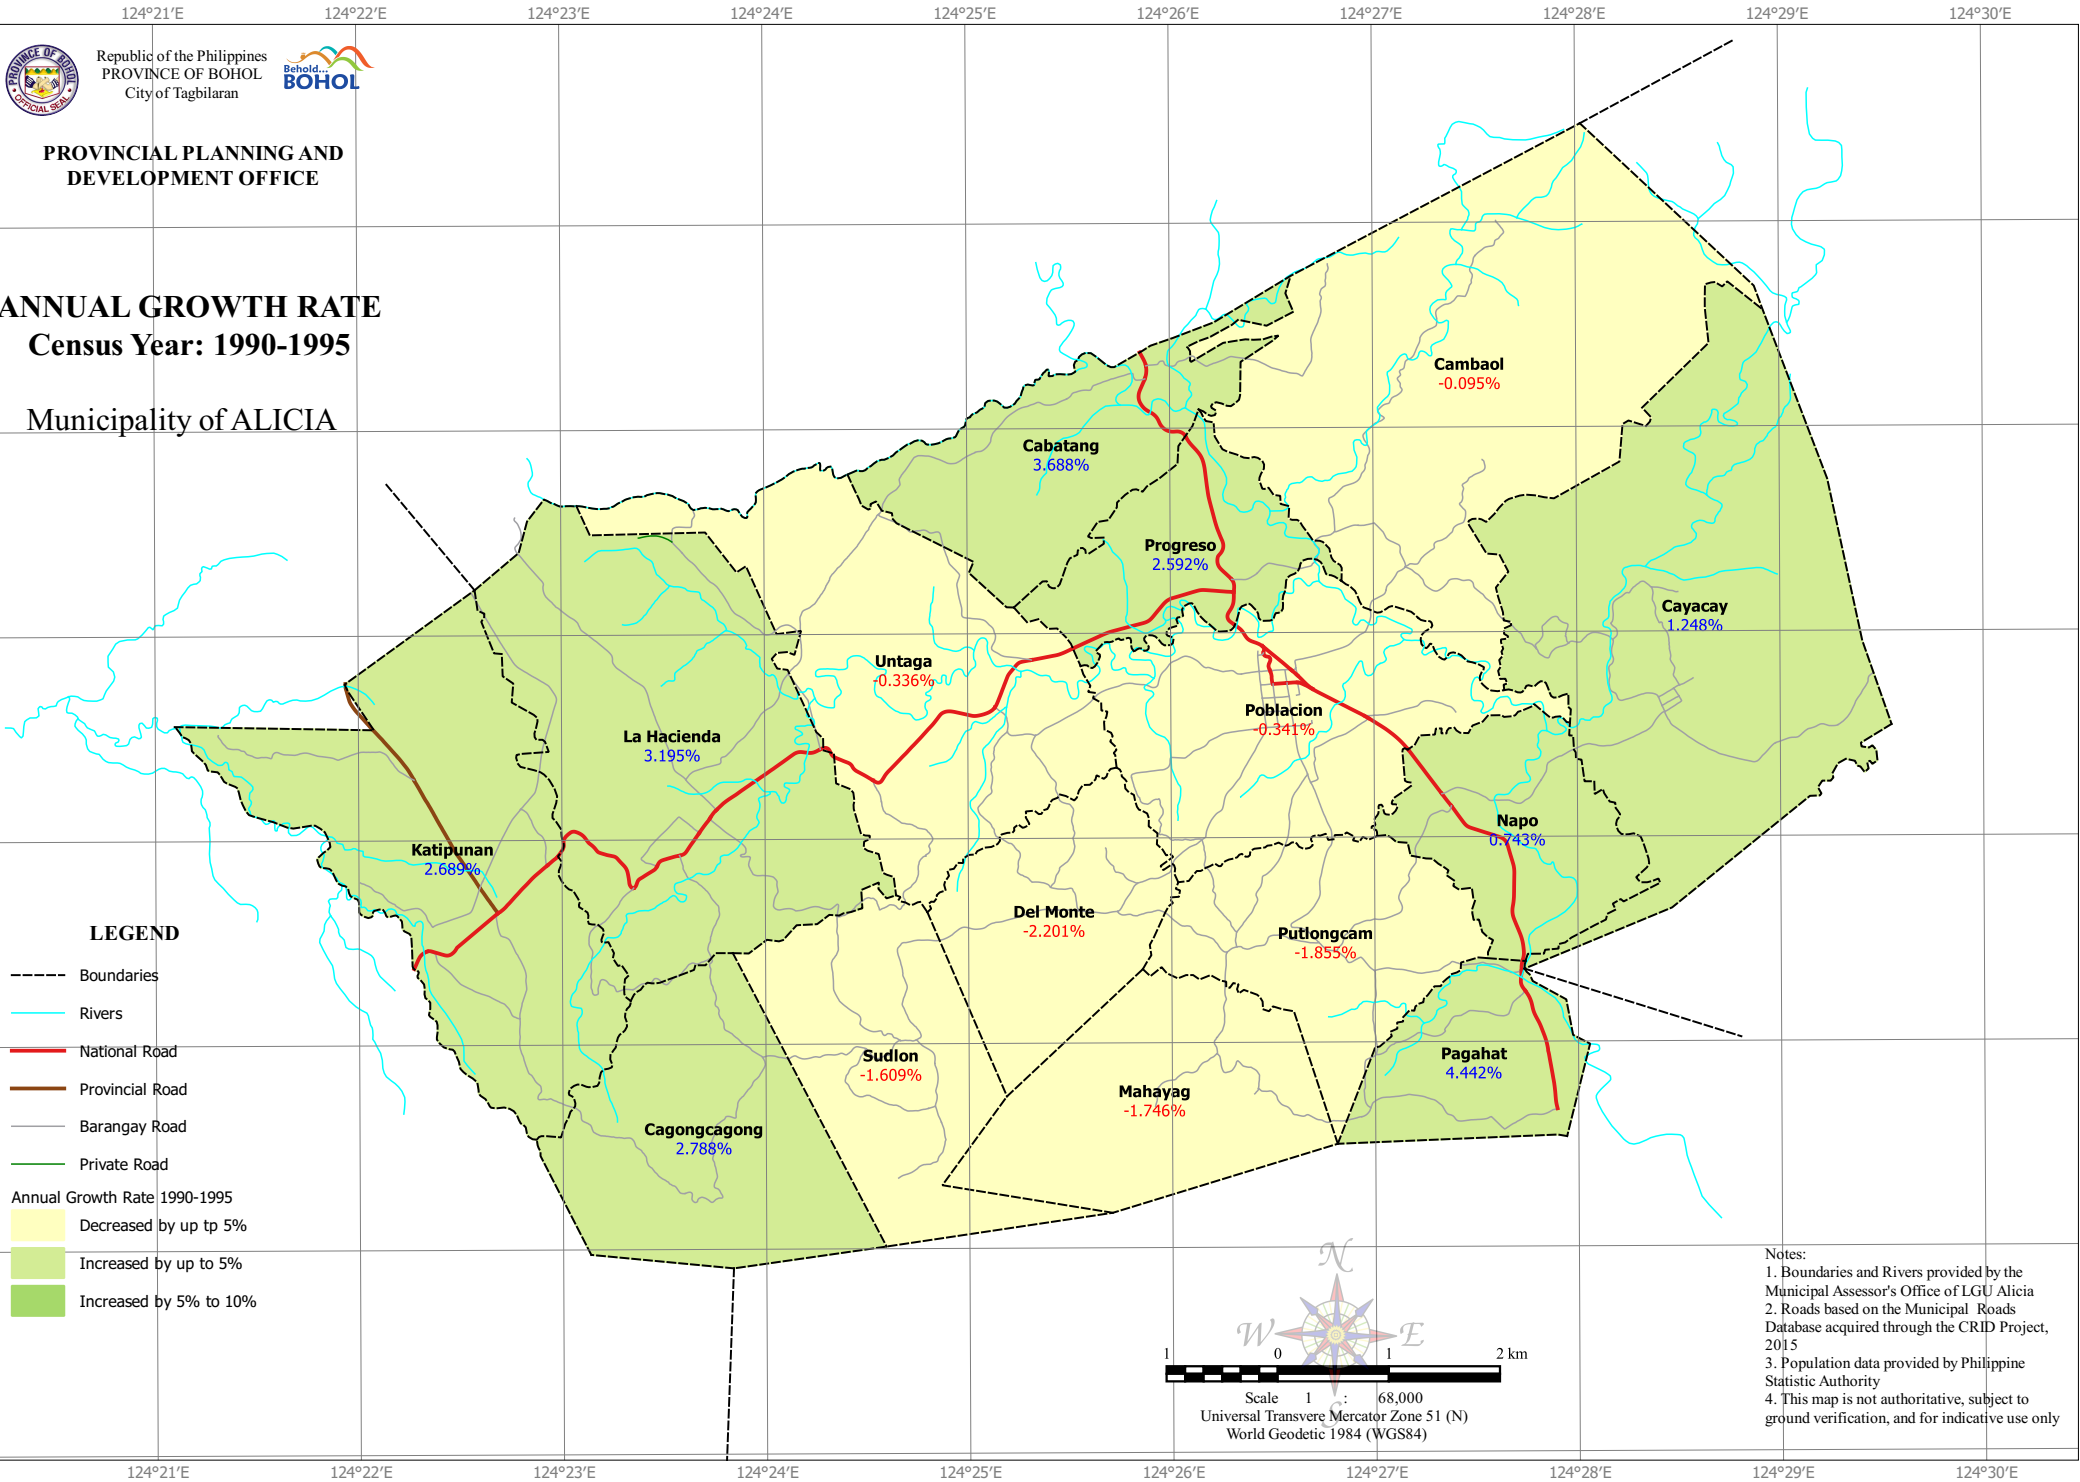 124°21′E 124°22′E 124°23′E 124°24′E 124°25′E 124°26′E 124°27′E 124°28′E 124°29′E 124°30′E
PROVINCE OF BOHOL
OFFICIAL SEAL
Republic of the Philippines
PROVINCE OF BOHOL
City of Tagbilaran
Behold...
BOHOL
PROVINCIAL PLANNING AND
DEVELOPMENT OFFICE
ANNUAL GROWTH RATE
Census Year: 1990-1995
Municipality of ALICIA
Cambaol
-0.095%
Cabatang
3.688%
Progreso
2.592%
Cayacay
1.248%
Untaga
-0.336%
Poblacion
-0.341%
La Hacienda
3.195%
Napo
0.743%
Katipunan
2.689%
Del Monte
-2.201%
Putlongcam
-1.855%
Sudlon
-1.609%
Pagahat
4.442%
Mahayag
-1.746%
Cagongcagong
2.788%
LEGEND
Boundaries
Rivers
National Road
Provincial Road
Barangay Road
Private Road
Annual Growth Rate 1990-1995
Decreased by up tp 5%
Increased by up to 5%
Increased by 5% to 10%
N
W E
S
1 0 1 2 km
Scale 1 : 68,000
Universal Transvere Mercator Zone 51 (N)
World Geodetic 1984 (WGS84)
Notes:
1. Boundaries and Rivers provided by the
Municipal Assessor's Office of LGU Alicia
2. Roads based on the Municipal Roads
Database acquired through the CRID Project,
2015
3. Population data provided by Philippine
Statistic Authority
4. This map is not authoritative, subject to
ground verification, and for indicative use only
124°21′E 124°22′E 124°23′E 124°24′E 124°25′E 124°26′E 124°27′E 124°28′E 124°29′E 124°30′E